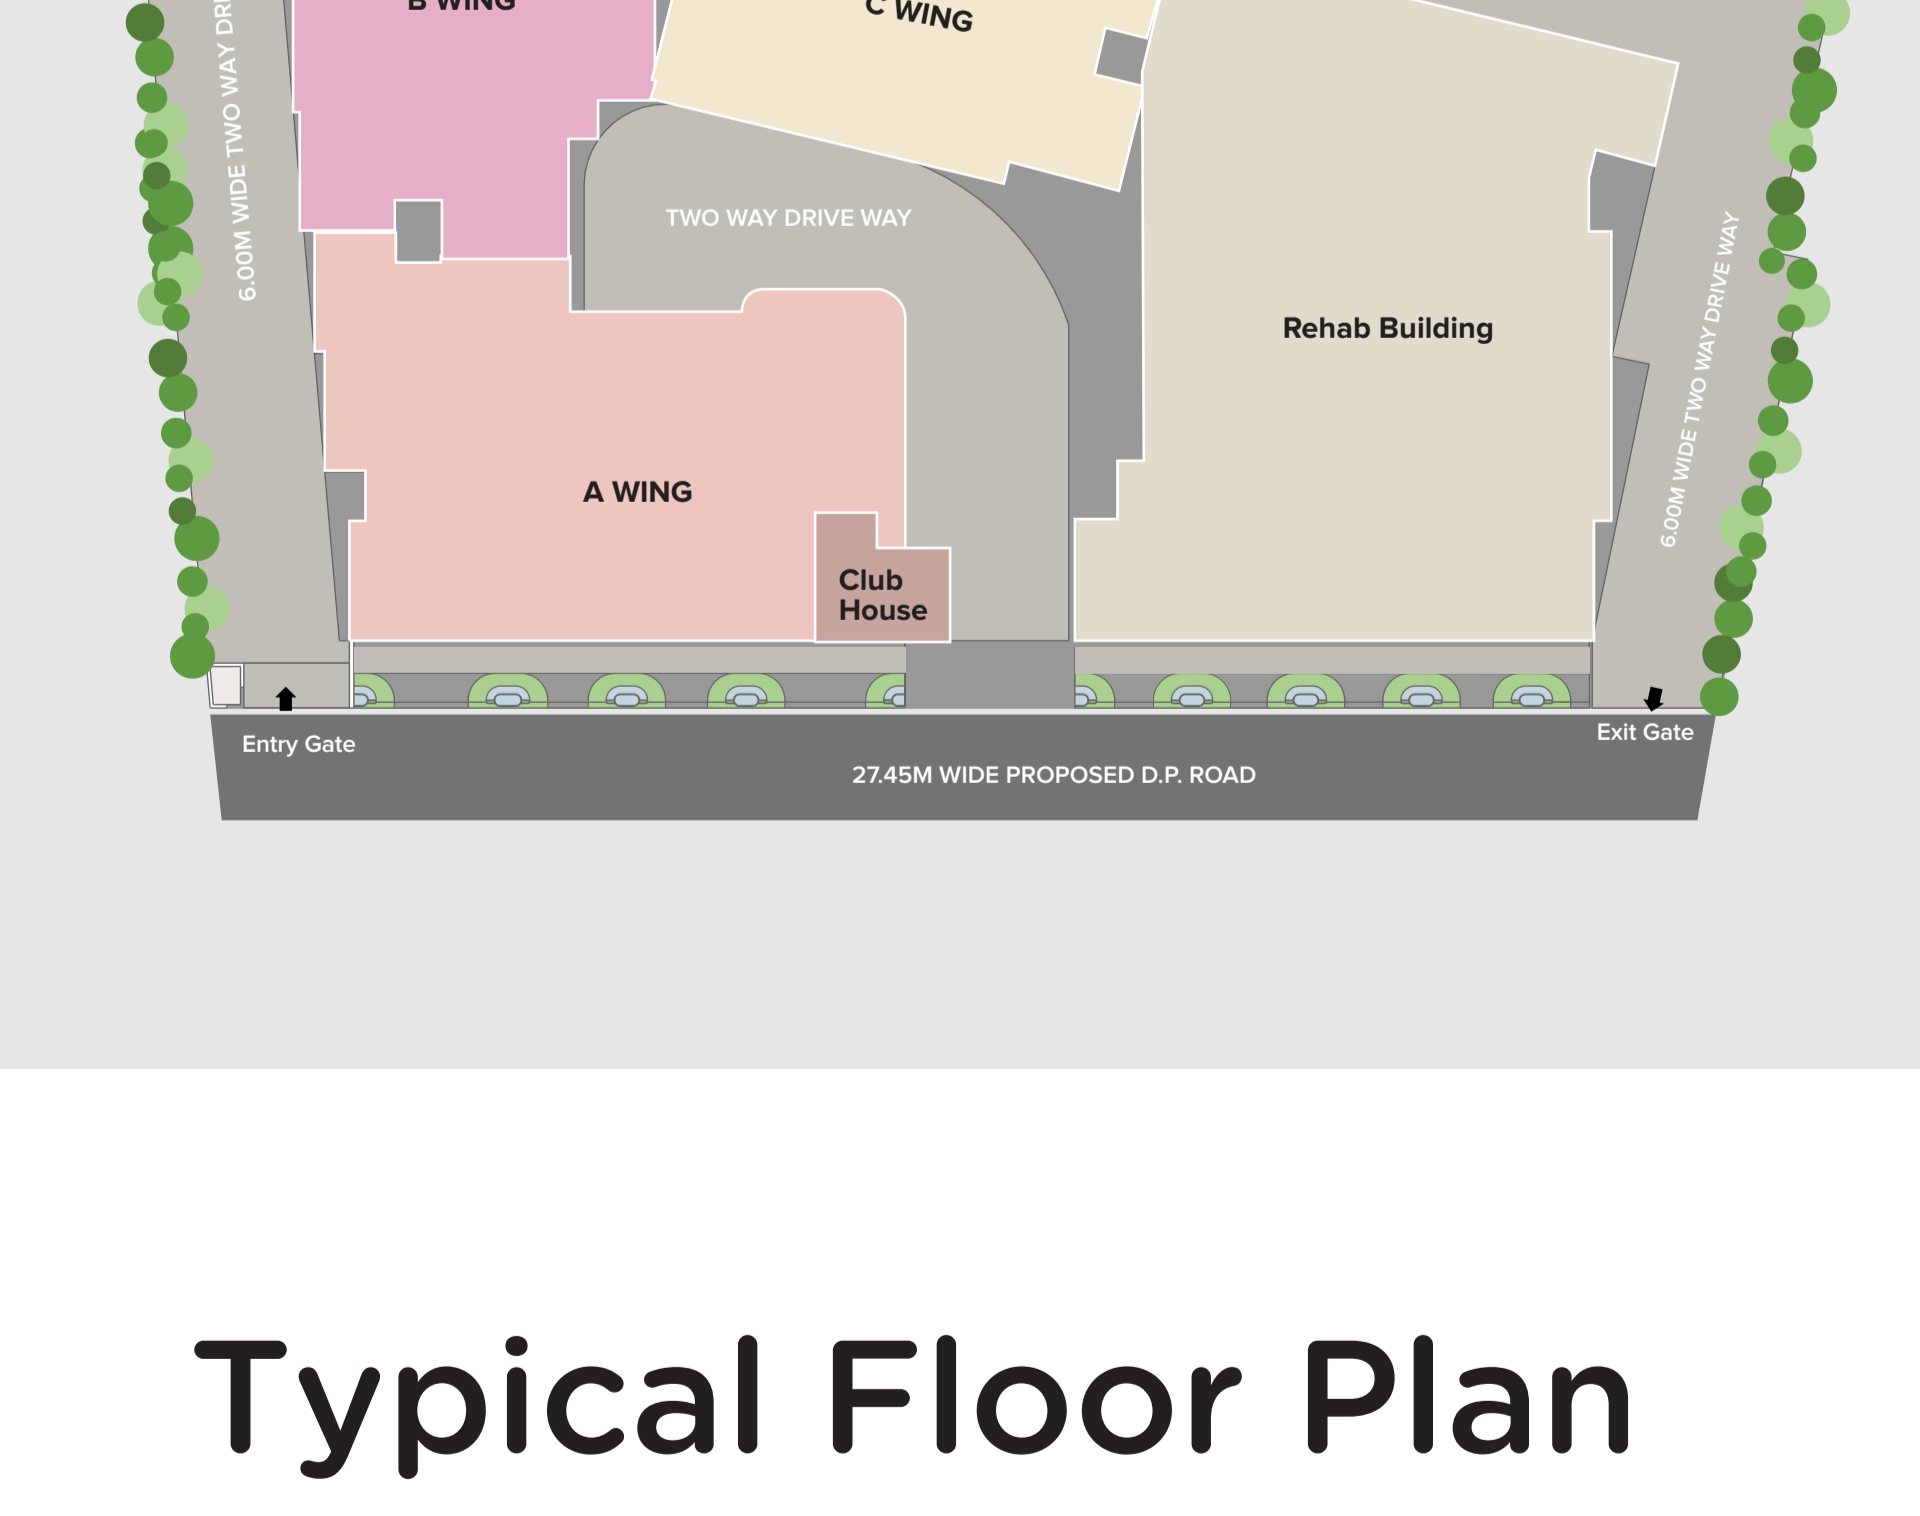 B WING
C WING
6.00M WIDE TWO WAY
TWO WAY DRIVE WAY
6.00M WIDE TWO WAY DRIVE WAY
Rehab Building
A WING
Club
House
Entry Gate
Exit Gate
27.45M WIDE PROPOSED D.P. ROAD
Typical Floor Plan